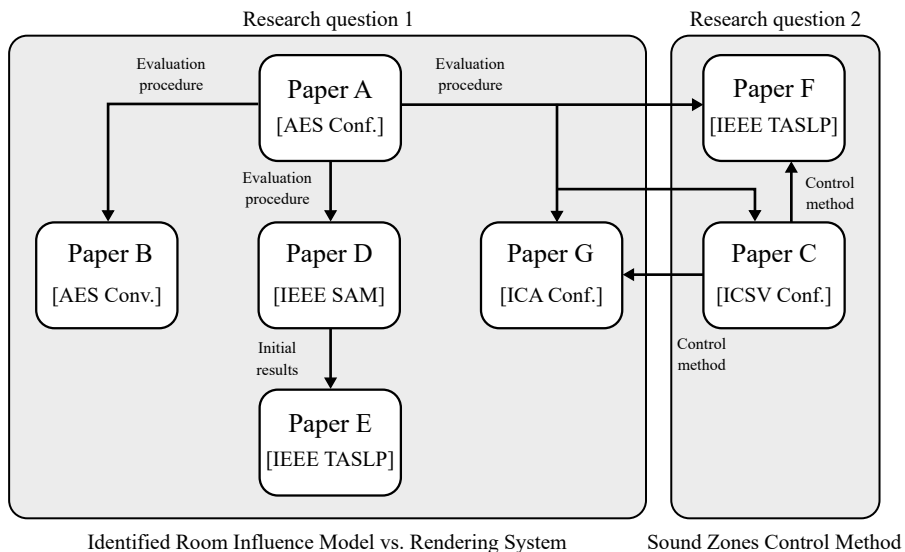 Research question 1
Research question 2
Evaluation
procedure
Paper A
[AES Conf.]
Evaluation
procedure
Paper F
[IEEE TASLP]
Evaluation
procedure
Control
method
Paper B
[AES Conv.]
Paper D
[IEEE SAM]
Paper G
[ICA Conf.]
Paper C
[ICSV Conf.]
Initial
results
Control
method
Paper E
[IEEE TASLP]
Identified Room Influence Model vs. Rendering System
Sound Zones Control Method